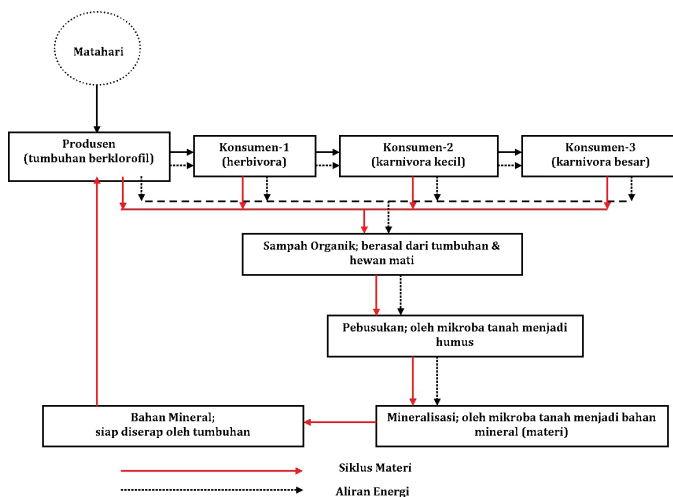 Matahari
Produsen
(tumbuhan berklorofil)
Konsumen-1
(herbivora)
Konsumen-2
(karnivora kecil)
Konsumen-3
(karnivora besar)
Sampah Organik; berasal dari tumbuhan &
hewan mati
Pebusukan; oleh mikroba tanah menjadi
humus
Bahan Mineral;
siap diserap oleh tumbuhan
Mineralisasi; oleh mikroba tanah menjadi bahan
mineral (materi)
Siklus Materi
Aliran Energi